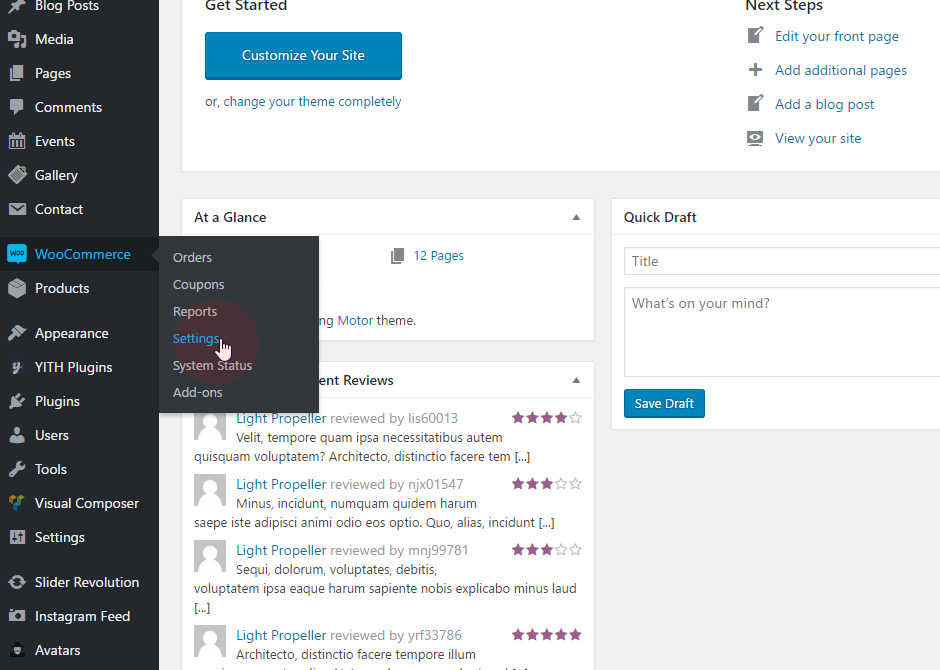 Blog Posts
Media
Pages
Comments
Events
Gallery
Contact
WOO WooCommerce
Products
Appearance
YITH Plugins
Plugins
Users
Tools
Visual Composer
Settings
Slider Revolution
Instagram Feed
Avatars
Orders
Coupons
Reports
Settings
System Status
Add-ons
Get Started
Customize Your Site
or, change your theme completely
Next Steps
Edit your front page
Add additional pages
Add a blog post
View your site
At a Glance
12 Pages
Motor theme.
Reviews
Light Propeller reviewed by lis60013
Velit, tempore quam ipsa necessitatibus autem
quisquam voluptatem? Architecto, distinctio facere tem [...]
Light Propeller reviewed by njx01547
Minus, incidunt, numquam quidem harum
saepe iste adipisci animi odio eos optio. Quo, alias, incidunt [...]
Light Propeller reviewed by mnj99781
Sequi, dolorum, voluptates, debitis,
voluptatem ipsa eaque harum sapiente nobis explicabo minus laud
[...]
Light Propeller reviewed by yrf33786
Architecto, distinctio facere tempore illum
Quick Draft
Title
What's on your mind?
Save Draft